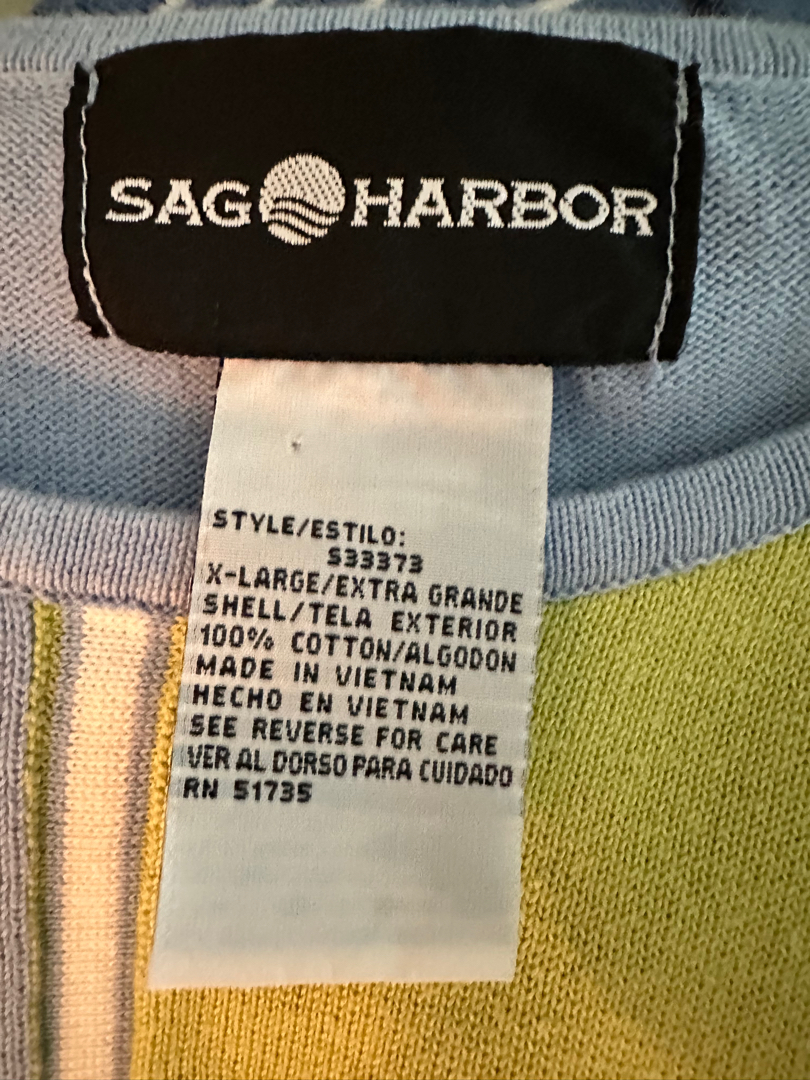 SAG HARBOR
STYLE/ESTILO:
S33373
X-LARGE/EXTRA GRANDE
SHELL/TELA EXTERIOR
100% COTTON/ALGODON
MADE IN VIETNAM
HECHO EN VIETNAM
SEE REVERSE FOR CARE
VER AL DORSO PARA CUIDADO
RN 51735